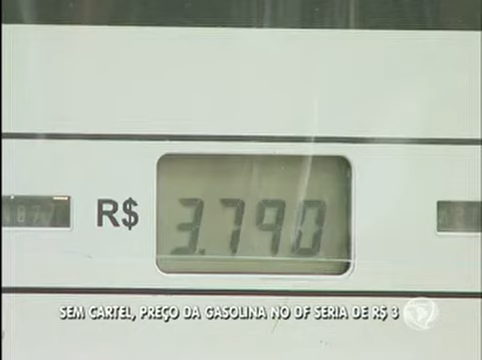 R$ 3.790
SEM CARTEL, PREÇO DA GASOLINA NO DF SERIA DE R$ 3